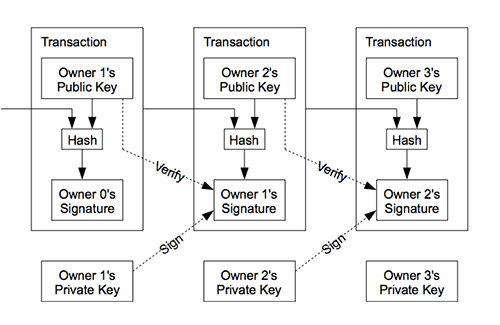 Transaction
Owner 1's
Public Key
Hash
Owner 0's
Signature
Transaction
Owner 2's
Public Key
Hash
Verify
Owner 1's
Signature
Sign
Transaction
Owner 3's
Public Key
Hash
Verify
Owner 2's
Signature
Sign
Owner 1's
Private Key
Owner 2's
Private Key
Owner 3's
Private Key